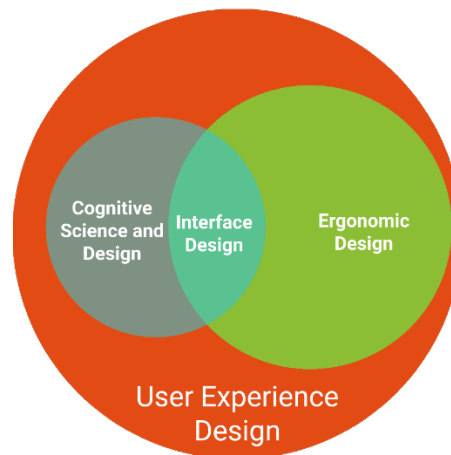 Cognitive
Science and
Design
Interface
Design
Ergonomic
Design
User Experience
Design